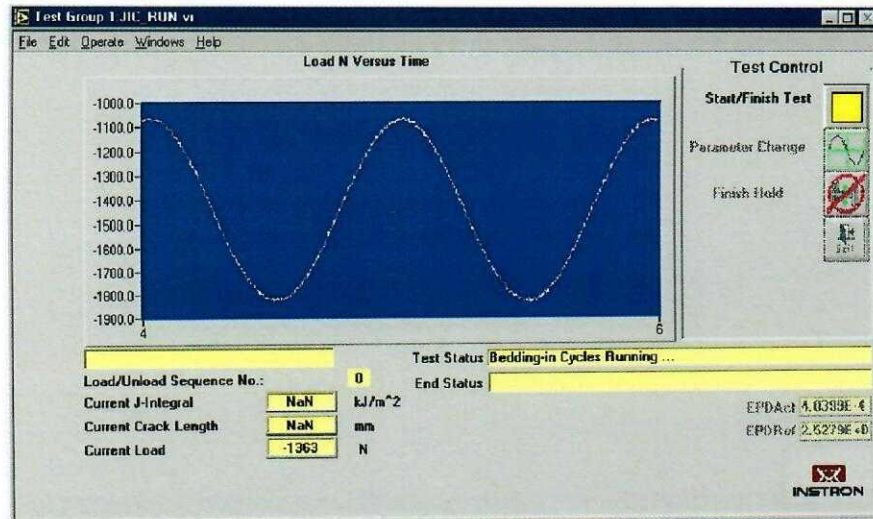 Test Group 1 JIC_RUN vi
File Edit Operate Windows Help
Load N Versus Time
-1000.0
-1100.0
-1200.0
-1300.0
-1400.0
-1500.0
-1600.0
-1700.0
-1800.0
-1900.0
4
6
Test Control
Start/Finish Test
Parameter Change
Finish Hold
Test Status Bedding-in Cycles Running ...
Load/Unload Sequence No.: 0
End Status
Current J-Integral NaN kJ/m^2
Current Crack Length NaN mm
Current Load -1363 N
EPDAct
EPDRef
INSTRON